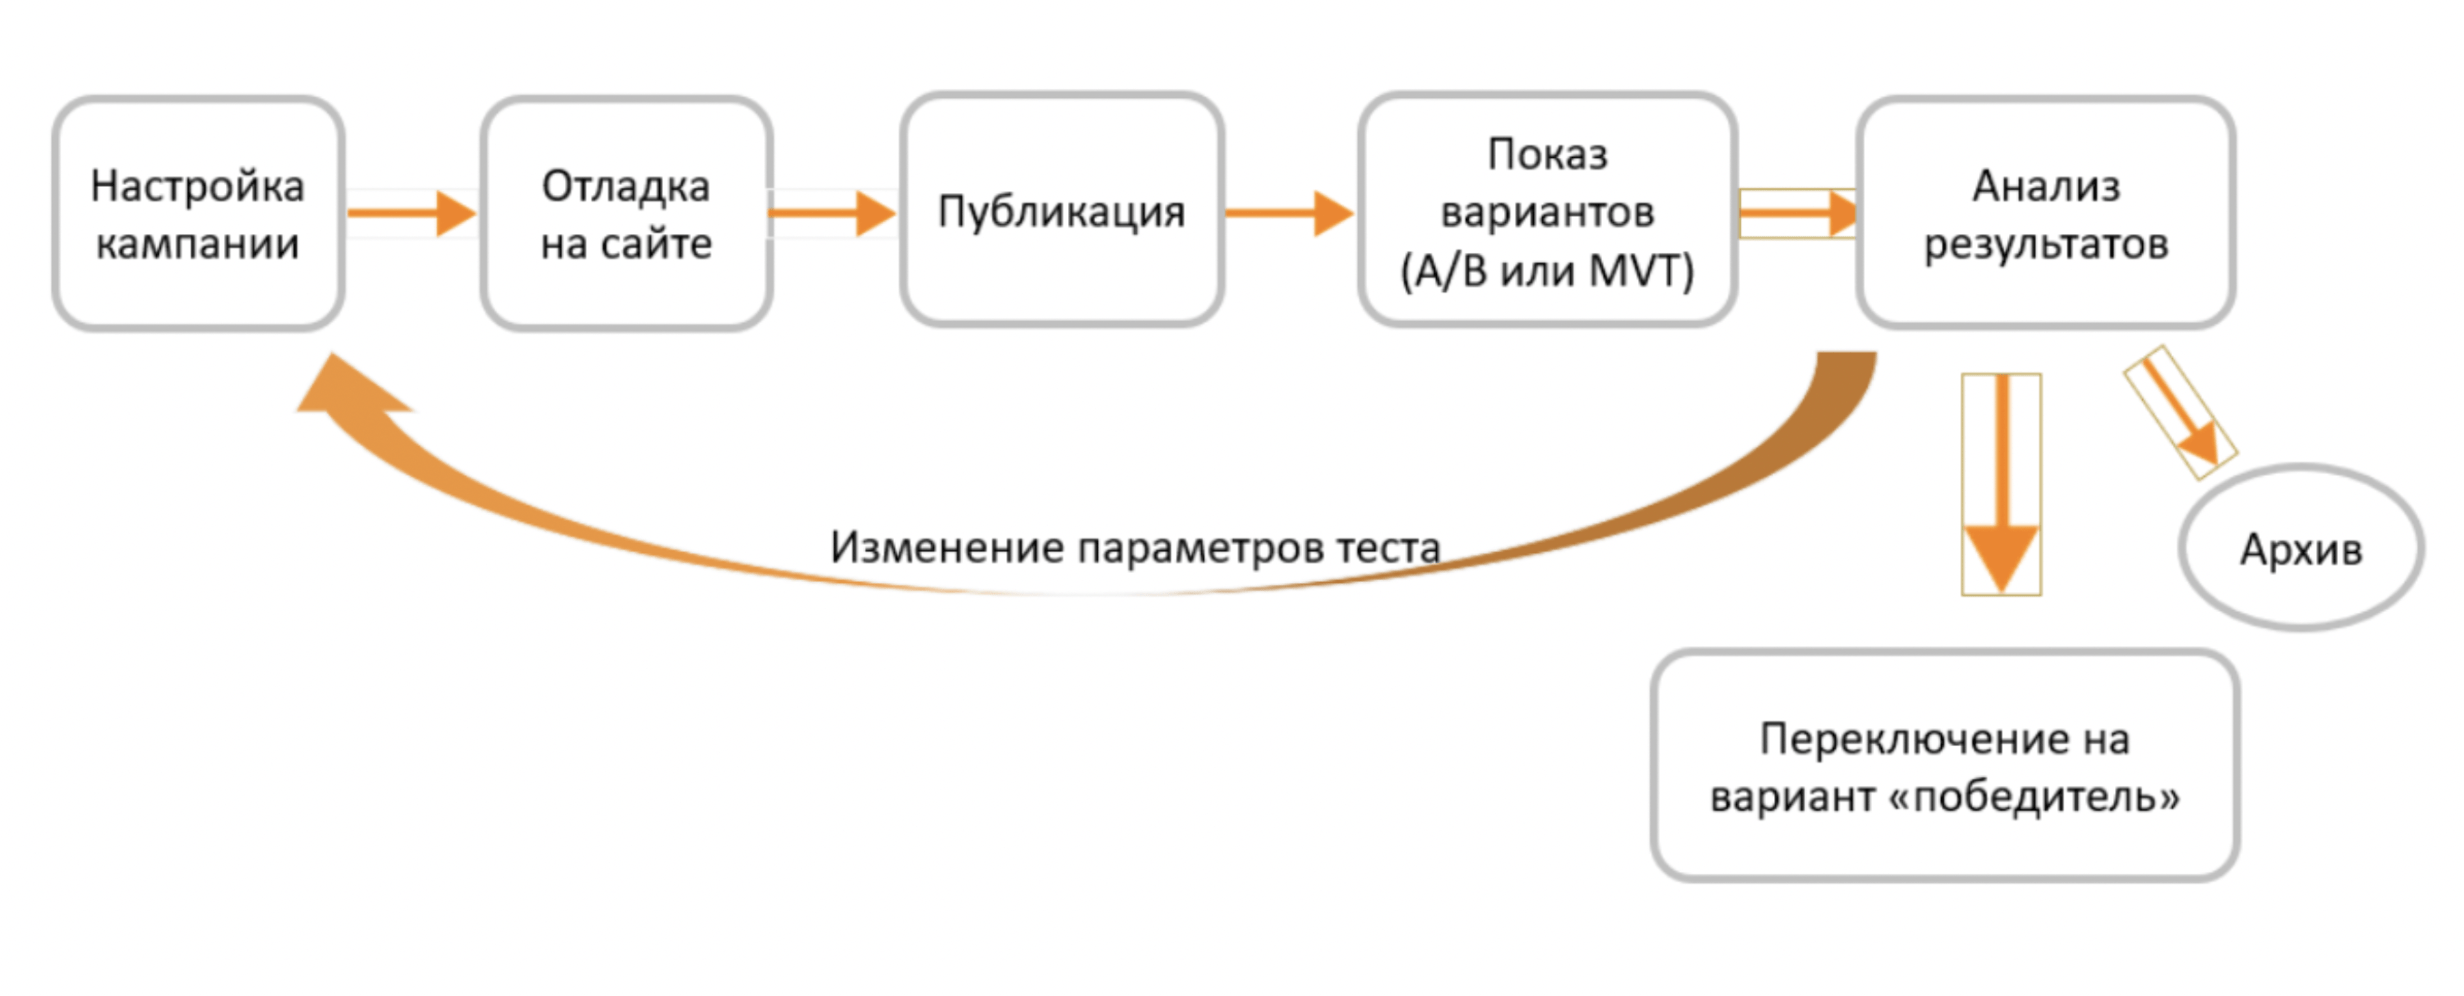 Настройка
кампании
Отладка
на сайте
Публикация
Показ
вариантов
(A/B или MVT)
Анализ
результатов
Изменение параметров теста
Архив
Переключение на
вариант «победитель»